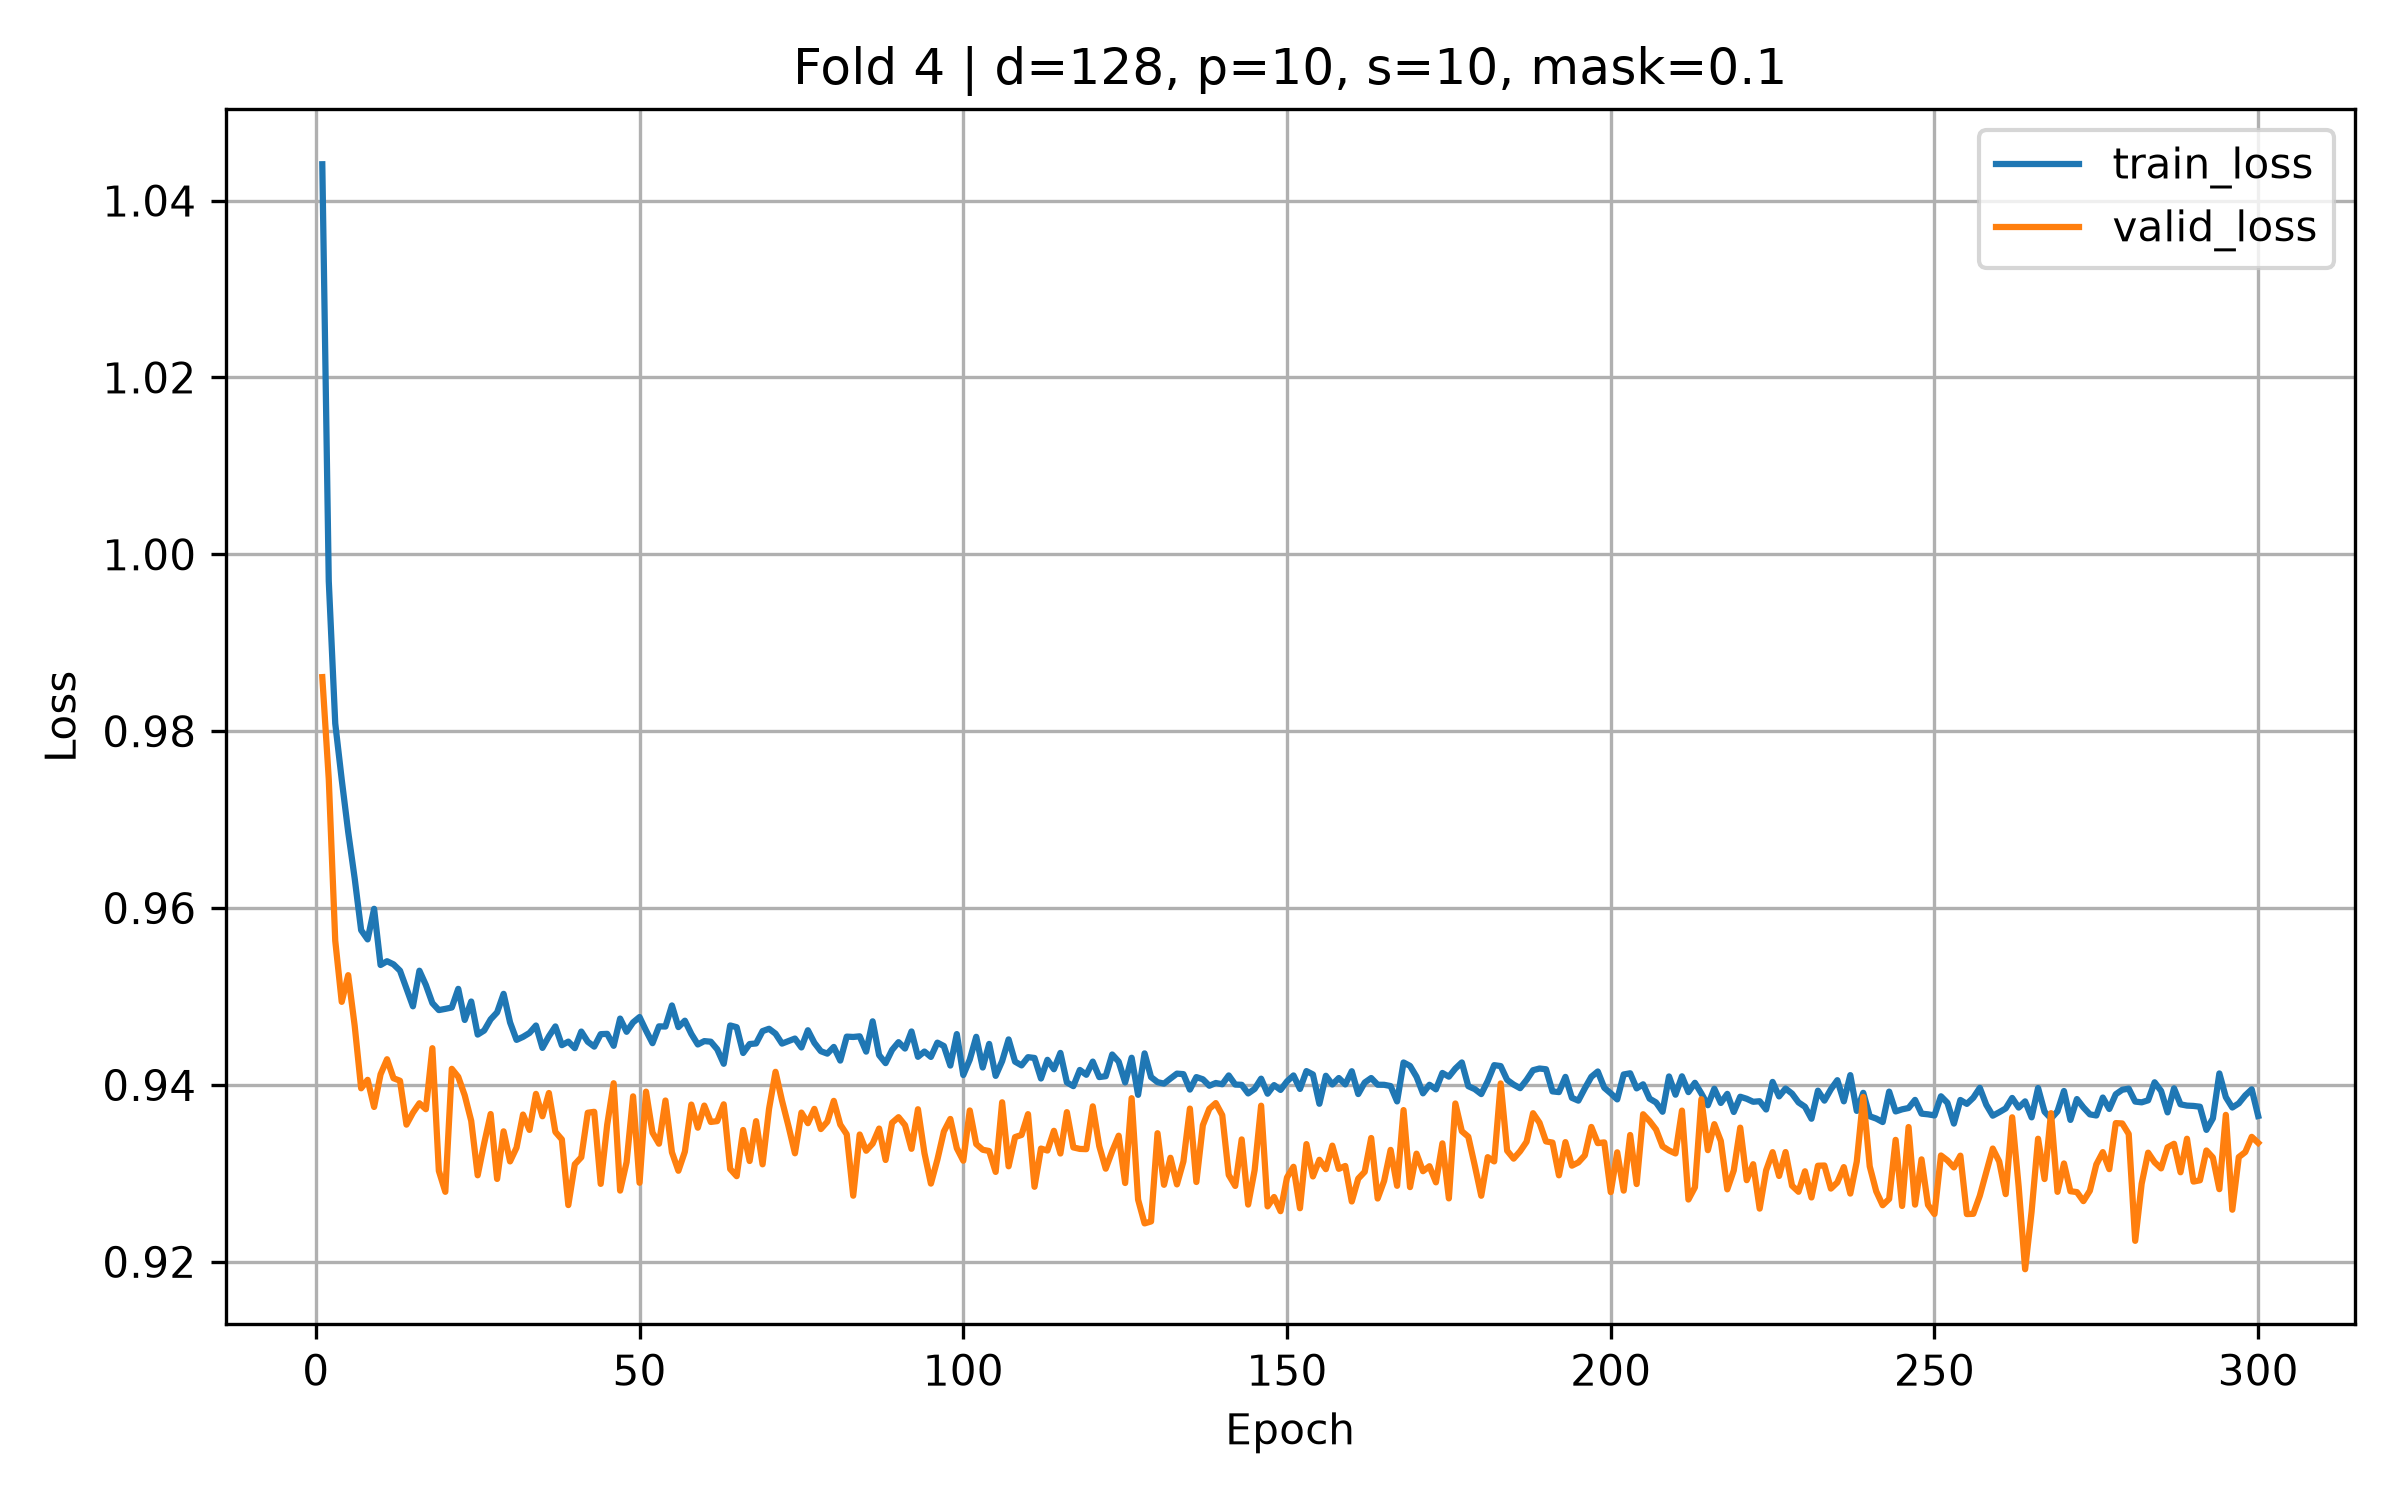 Fold 4 | d=128, p=10, s=10, mask=0.1
train_loss
valid_loss
1.04
1.02
1.00
0.98
0.96
0.94
0.92
Loss
0 50 100 150 200 250 300
Epoch